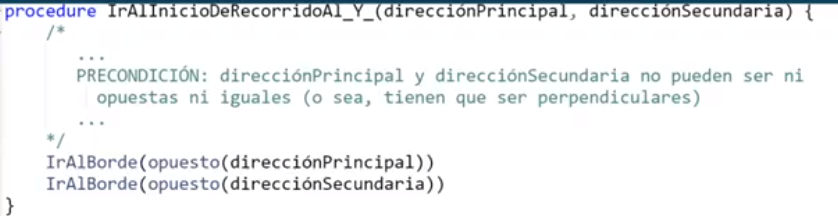 procedure IrAlInicioDeRecorridoAl_Y_(direcciónPrincipal, direcciónSecundaria) {
/*
...
PRECONDICIÓN: direcciónPrincipal y direcciónSecundaria no pueden ser ni
opuestas ni iguales (o sea, tienen que ser perpendiculares)
...
*/
IrAlBorde(opuesto(direcciónPrincipal))
IrAlBorde(opuesto(direcciónSecundaria))
}